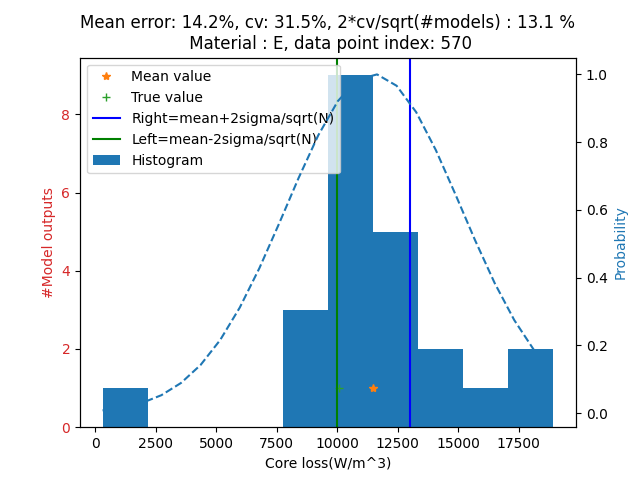 Mean error: 14.2%, cv: 31.5%, 2*cv/sqrt(#models) : 13.1 %
Material : E, data point index: 570
Mean value
True value
Right=mean+2sigma/sqrt(N)
Left=mean-2sigma/sqrt(N)
Histogram
#Model outputs
8
6
4
2
0
1.0
0.8
0.6
0.4
0.2
0.0
Probability
0 2500 5000 7500 10000 12500 15000 17500
Core loss(W/m^3)